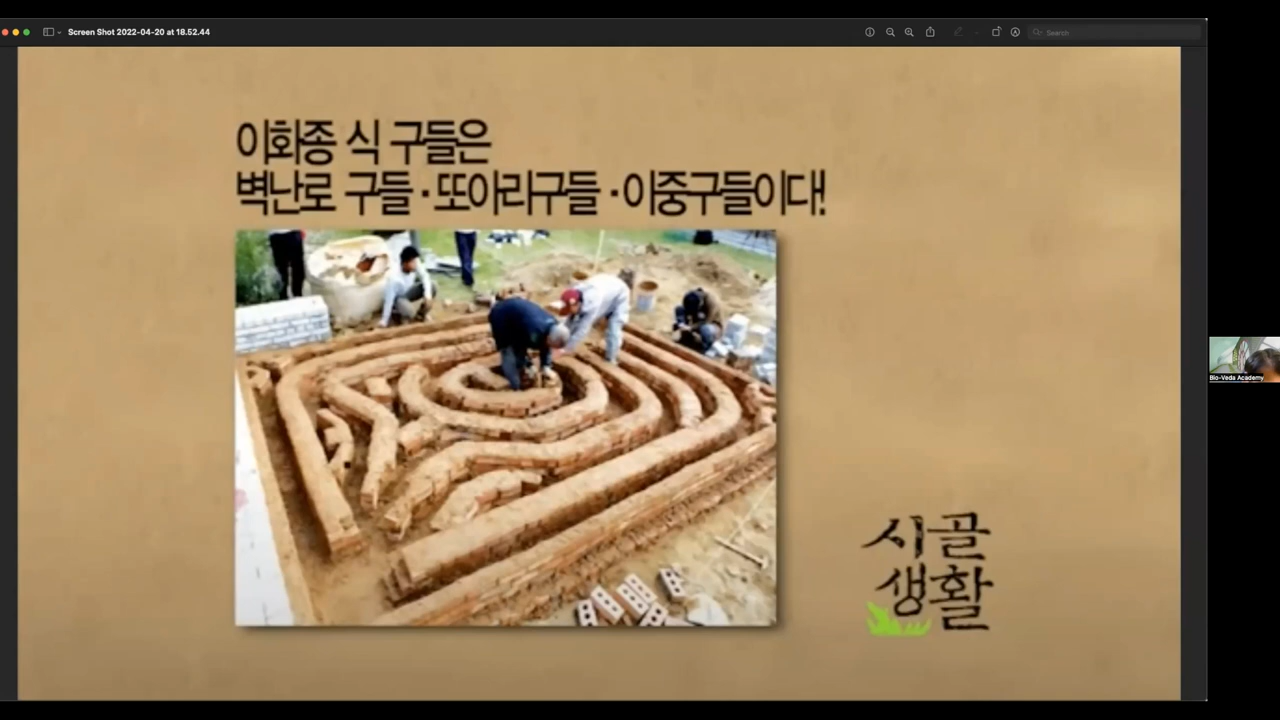 Screen Shot 2022-04-20 at 18.52.44
Search
이화종 식 구들은
벽난로 구들·또아리구들 ·이중구들이다!
시골
생활
Bio-Veda Academy